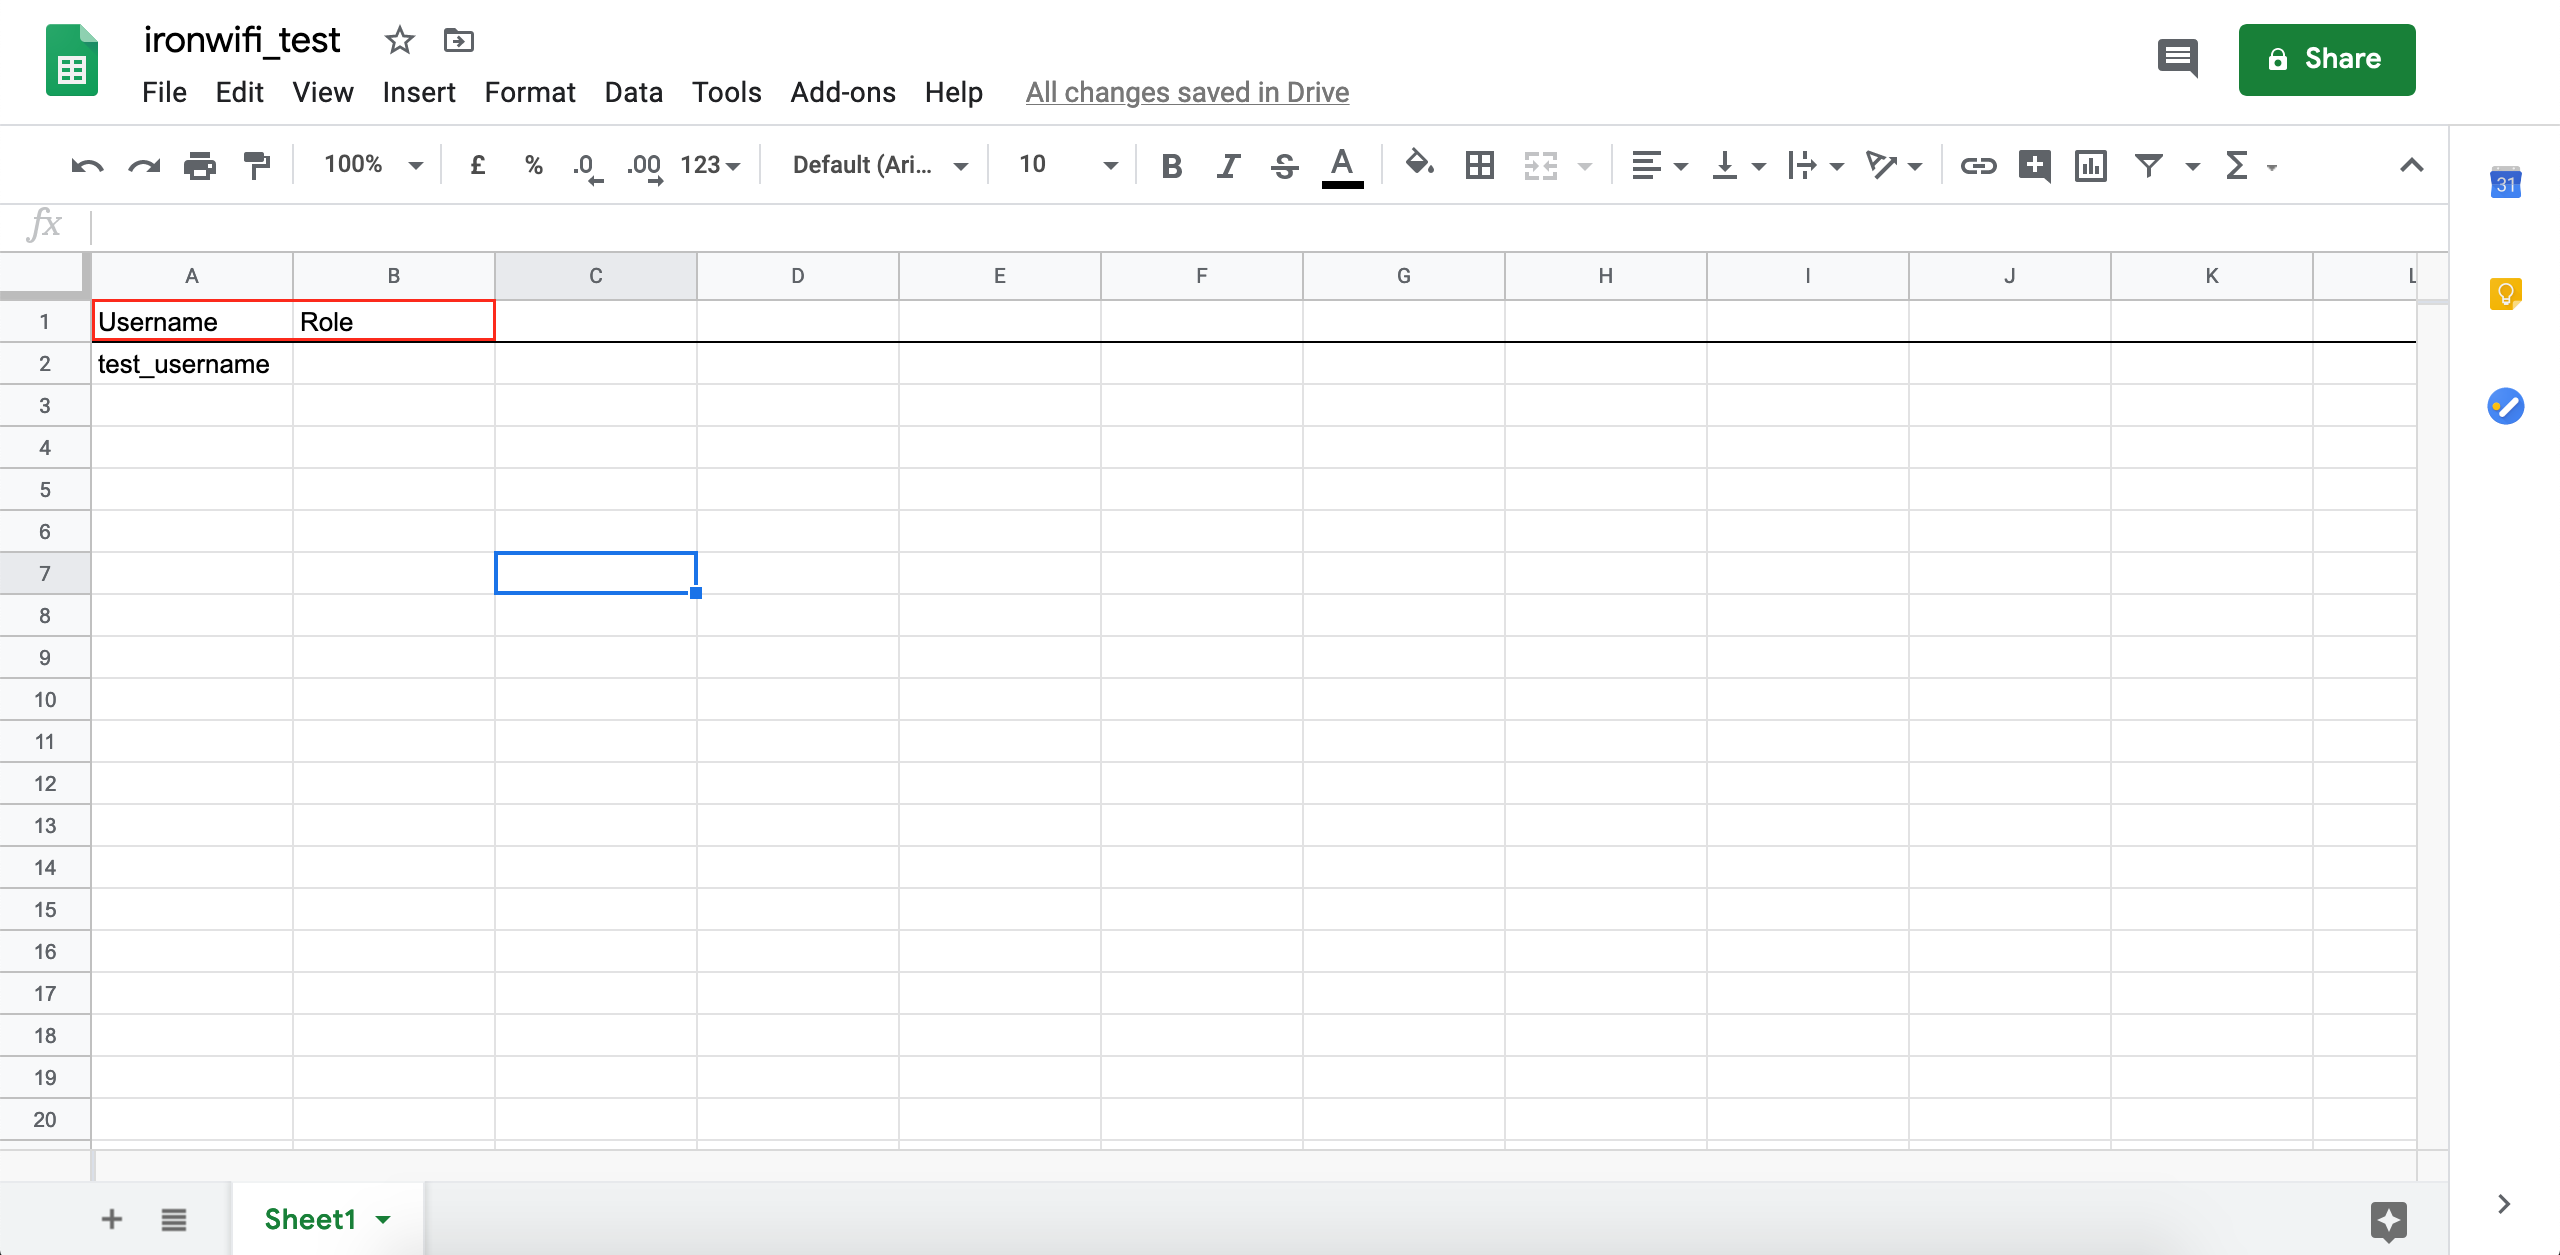 ironwifi_test
File Edit View Insert Format Data Tools Add-ons Help All changes saved in Drive
Share
100% £ % .0 .00 123 Default (Ari... 10 B I S A
31
fx
A B C D E F G H I J K L
1 Username Role
2 test_username
3
4
5
6
7
8
9
10
11
12
13
14
15
16
17
18
19
20
Sheet1